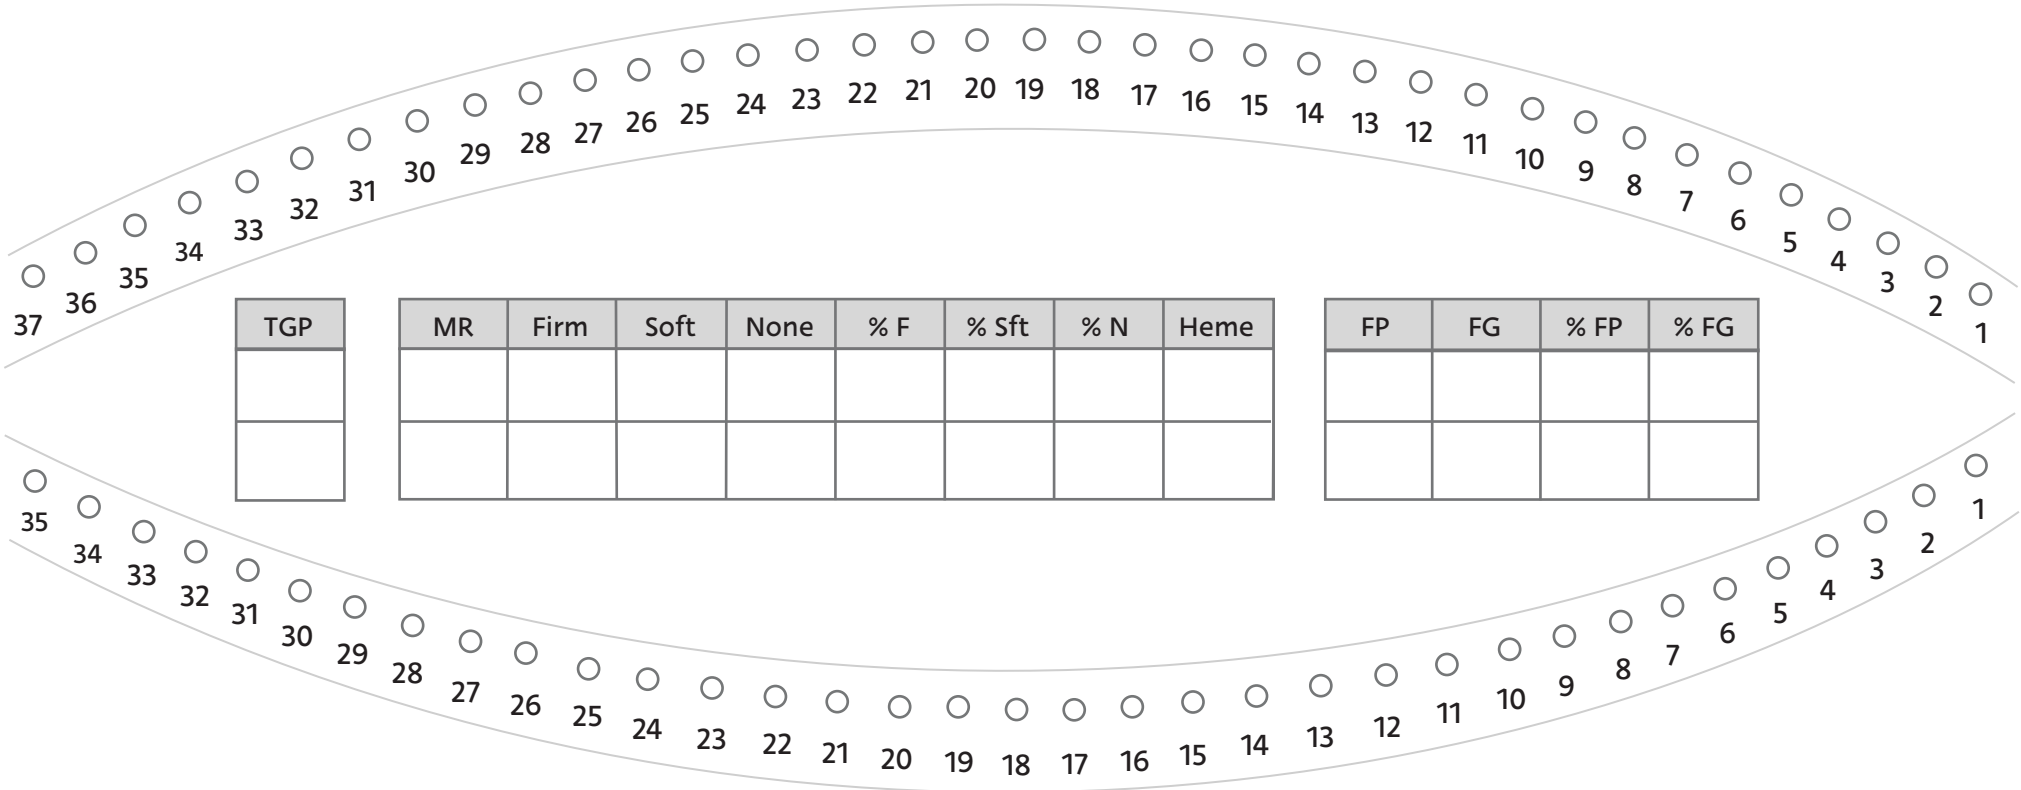 37 36 35 34 33 32 31 30 29 28 27 26 25 24 23 22 21 20 19 18 17 16 15 14 13 12 11 10 9 8 7 6 5 4 3 2 1
TGP MR Firm Soft None % F % Sft % N Heme FP FG % FP % FG
35 34 33 32 31 30 29 28 27 26 25 24 23 22 21 20 19 18 17 16 15 14 13 12 11 10 9 8 7 6 5 4 3 2 1